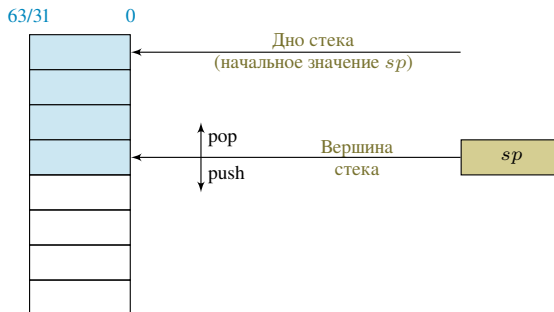 63/31 0
Дно стека
(начальное значение sp)
pop
push
Вершина
стека
sp